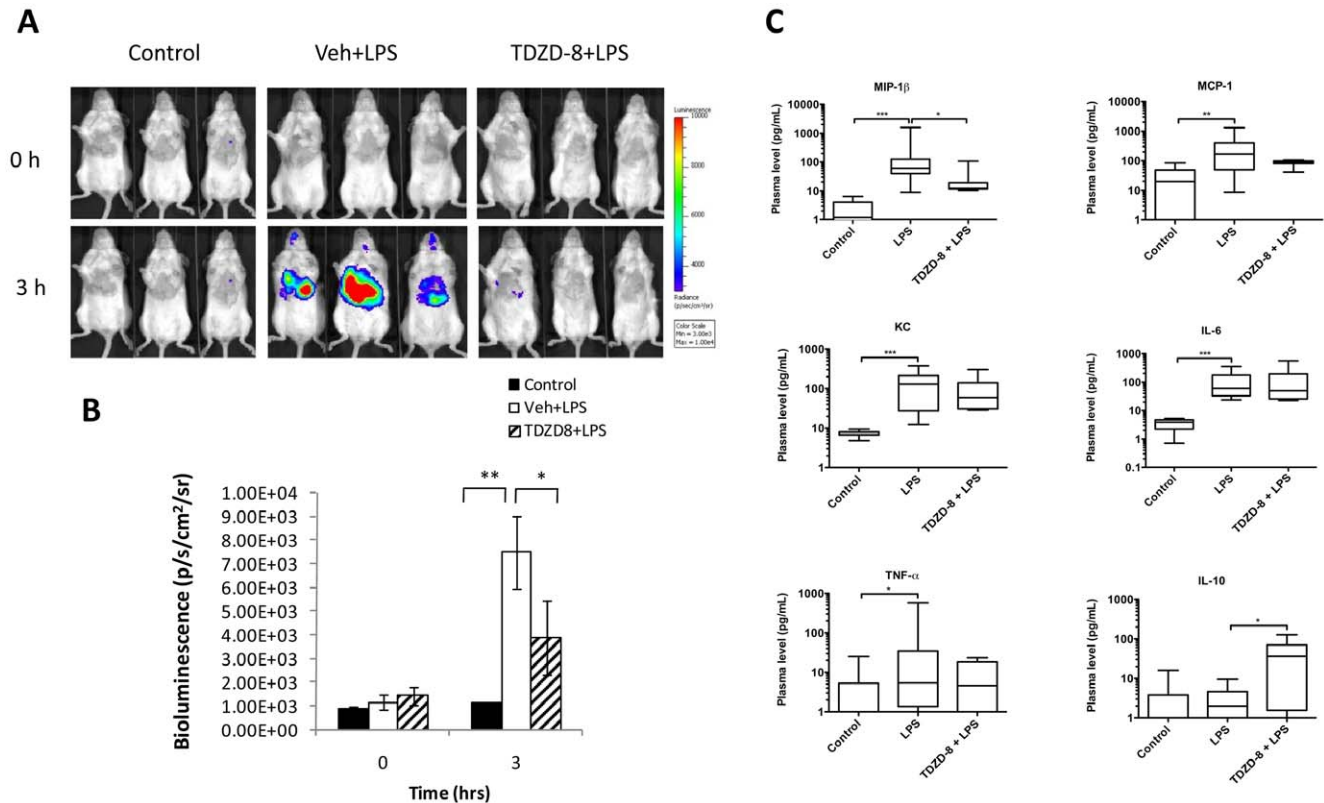 A
Control
Veh+LPS
TDZD-8+LPS
0 h
3 h
Luminescence
10000
8000
6000
4000
Radiance
(p/sec/cm²/sr)
Color Scale
Min = 3.00e3
Max = 1.00e4
B
Control
Veh+LPS
TDZD8+LPS
Bioluminescence (p/s/cm²/sr)
1.00E+04
9.00E+03
8.00E+03
7.00E+03
6.00E+03
5.00E+03
4.00E+03
3.00E+03
2.00E+03
1.00E+03
0.00E+00
**
*
0
3
Time (hrs)
C
MIP-1β
Plasma level (pg/mL)
10000
1000
100
10
1
***
*
Control
LPS
TDZD-8 + LPS
MCP-1
Plasma level (pg/mL)
10000
1000
100
10
1
**
Control
LPS
TDZD-8 + LPS
KC
Plasma level (pg/mL)
1000
100
10
1
***
Control
LPS
TDZD-8 + LPS
IL-6
Plasma level (pg/mL)
1000
100
10
1
0.1
***
Control
LPS
TDZD-8 + LPS
TNF-α
Plasma level (pg/mL)
1000
100
10
1
*
Control
LPS
TDZD-8 + LPS
IL-10
Plasma level (pg/mL)
1000
100
10
1
*
Control
LPS
TDZD-8 + LPS